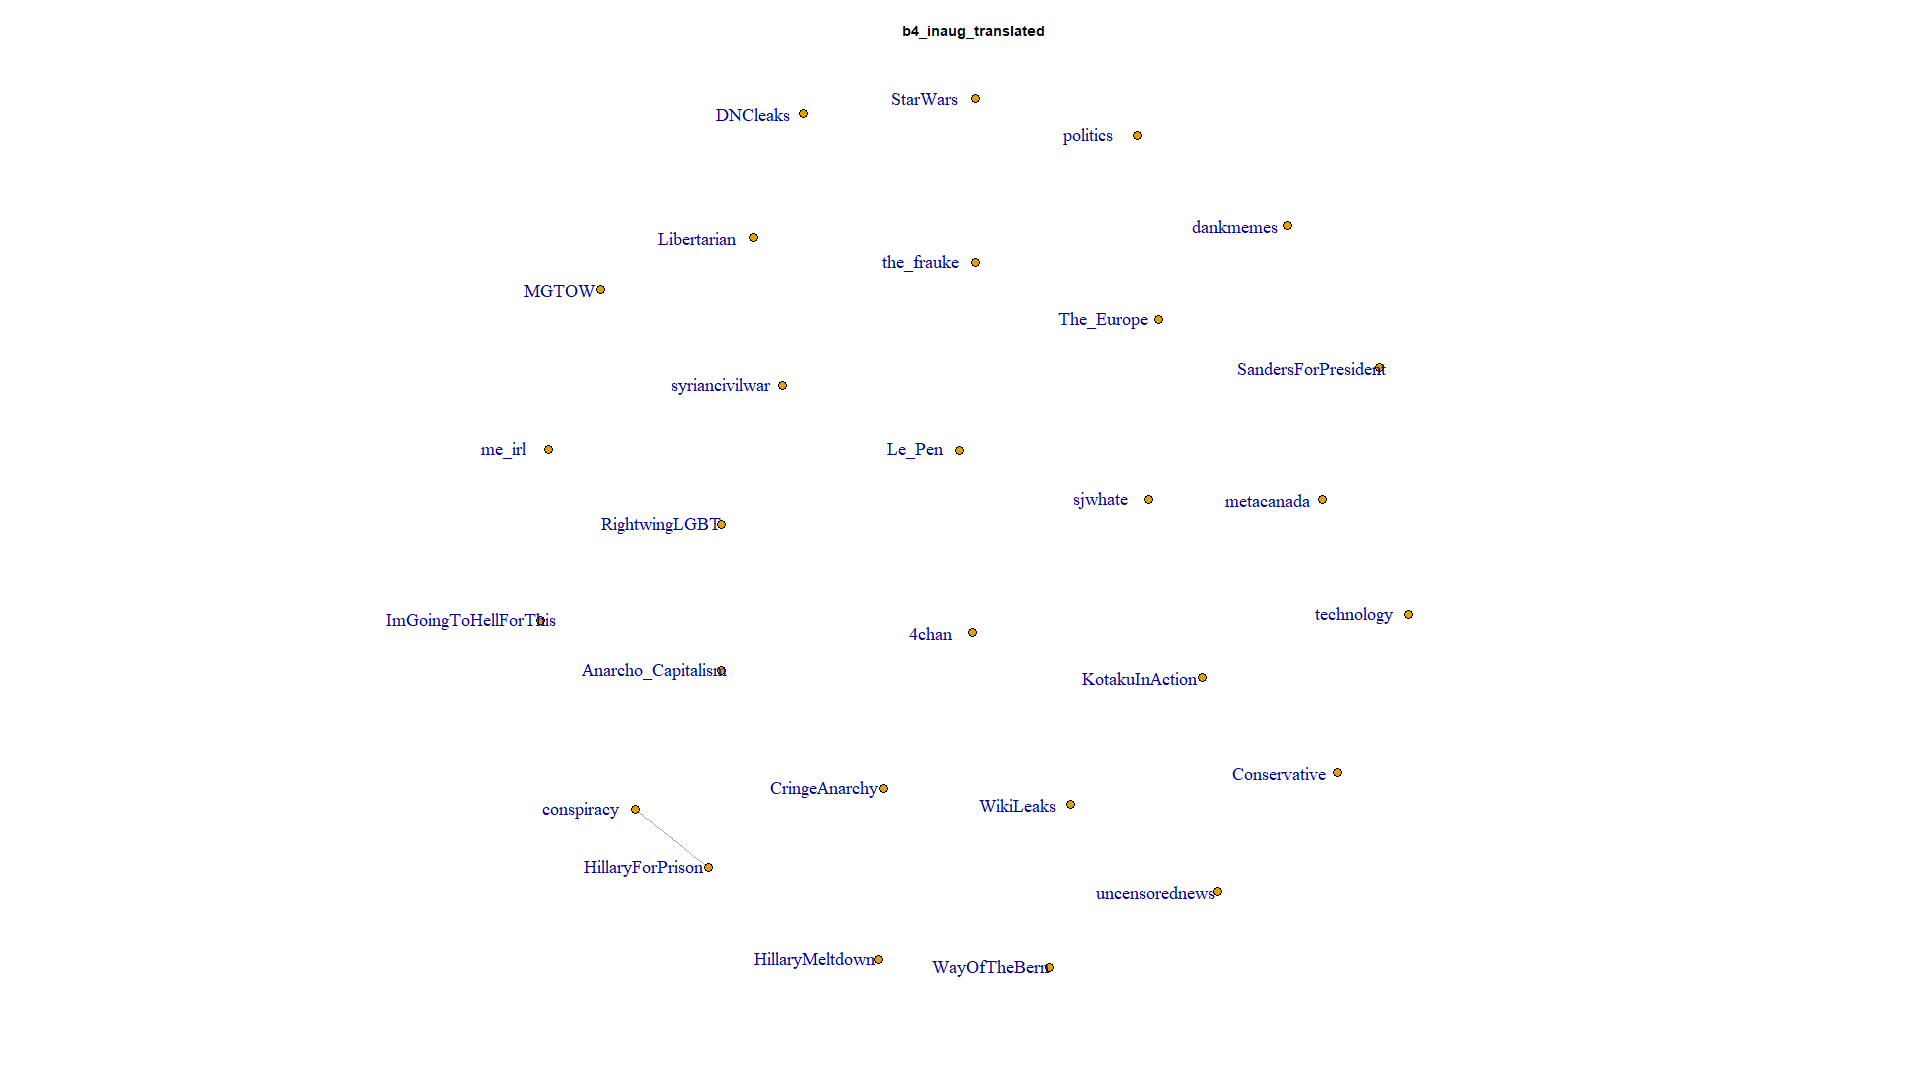 b4_inaug_translated
StarWars
DNCleaks
politics
dankmemes
Libertarian
the_frauke
MGTOW
The_Europe
SandersForPresident
syriancivilwar
me_irl
Le_Pen
sjwhate
metacanada
RightwingLGBT
technology
ImGoingToHellForThis
4chan
Anarcho_Capitalism
KotakuInAction
Conservative
CringeAnarchy
WikiLeaks
conspiracy
HillaryForPrison
uncensorednews
HillaryMeltdown
WayOfTheBern